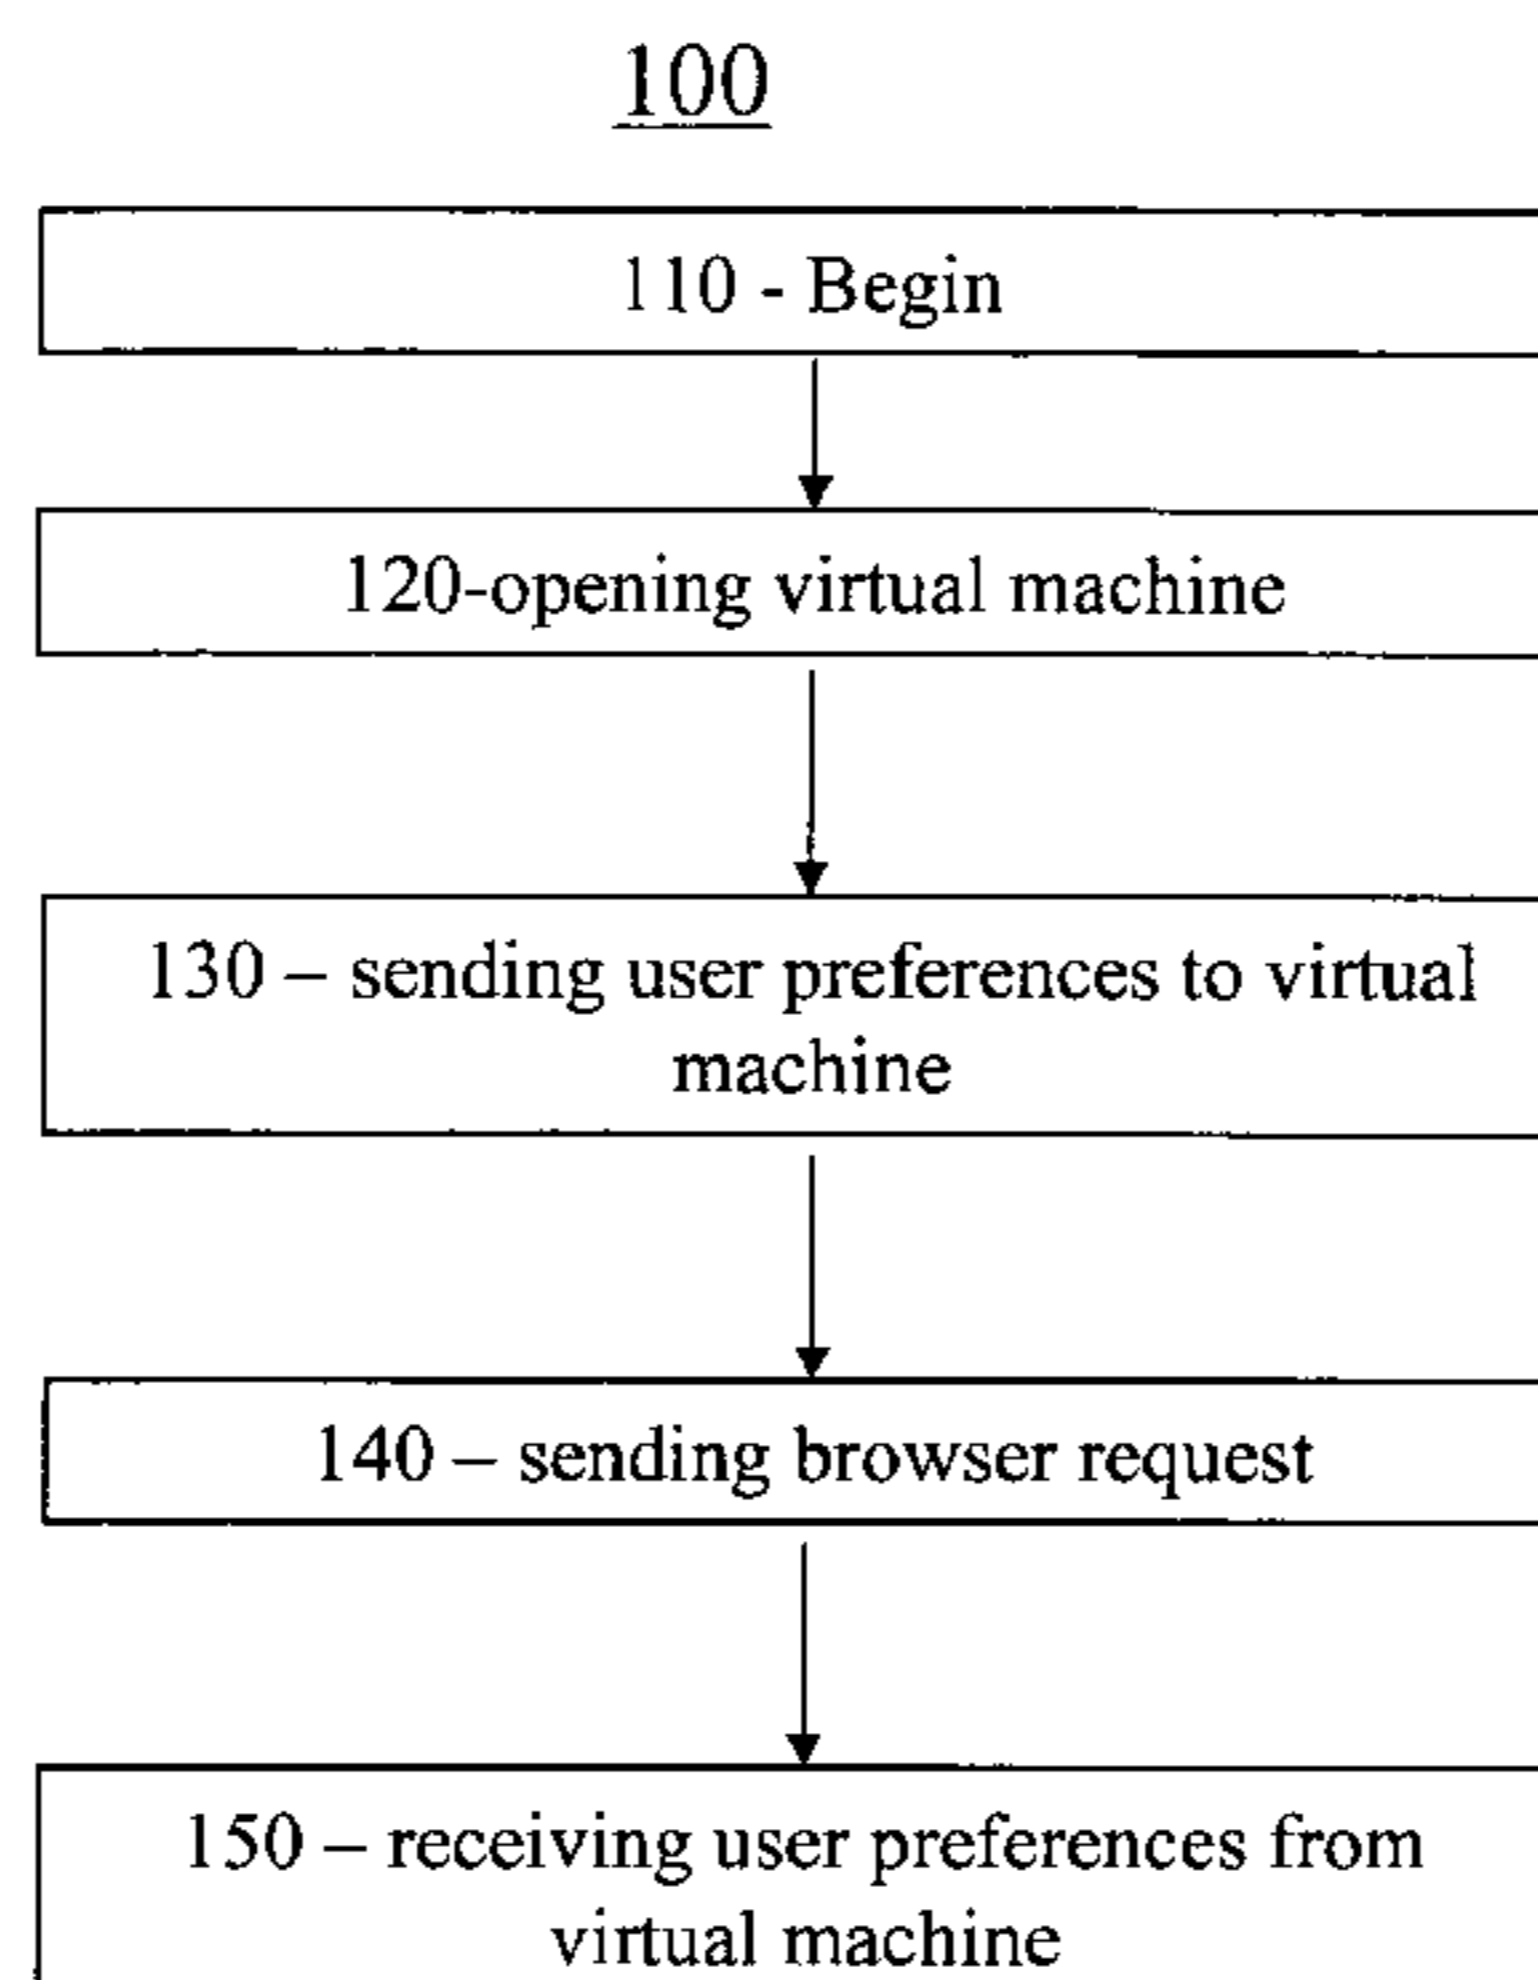 100
110 - Begin
120-opening virtual machine
130 – sending user preferences to virtual
machine
140 – sending browser request
150 – receiving user preferences from
virtual machine